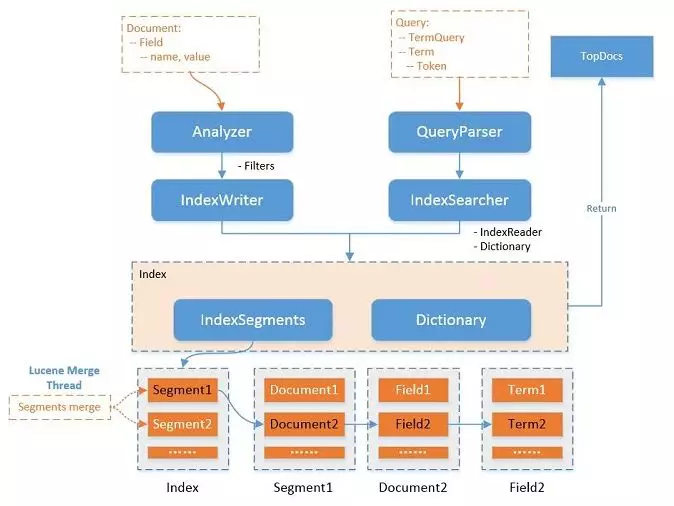 Document:
-- Field
-- name, value
Query:
-- TermQuery
-- Term
-- Token
TopDocs
Analyzer
QueryParser
- Filters
IndexWriter
IndexSearcher
Return
- IndexReader
- Dictionary
Index
IndexSegments
Dictionary
Lucene Merge
Thread
Segments merge
Segment1
Document1
Field1
Term1
Segment2
Document2
Field2
Term2
......
......
......
......
Index
Segment1
Document2
Field2